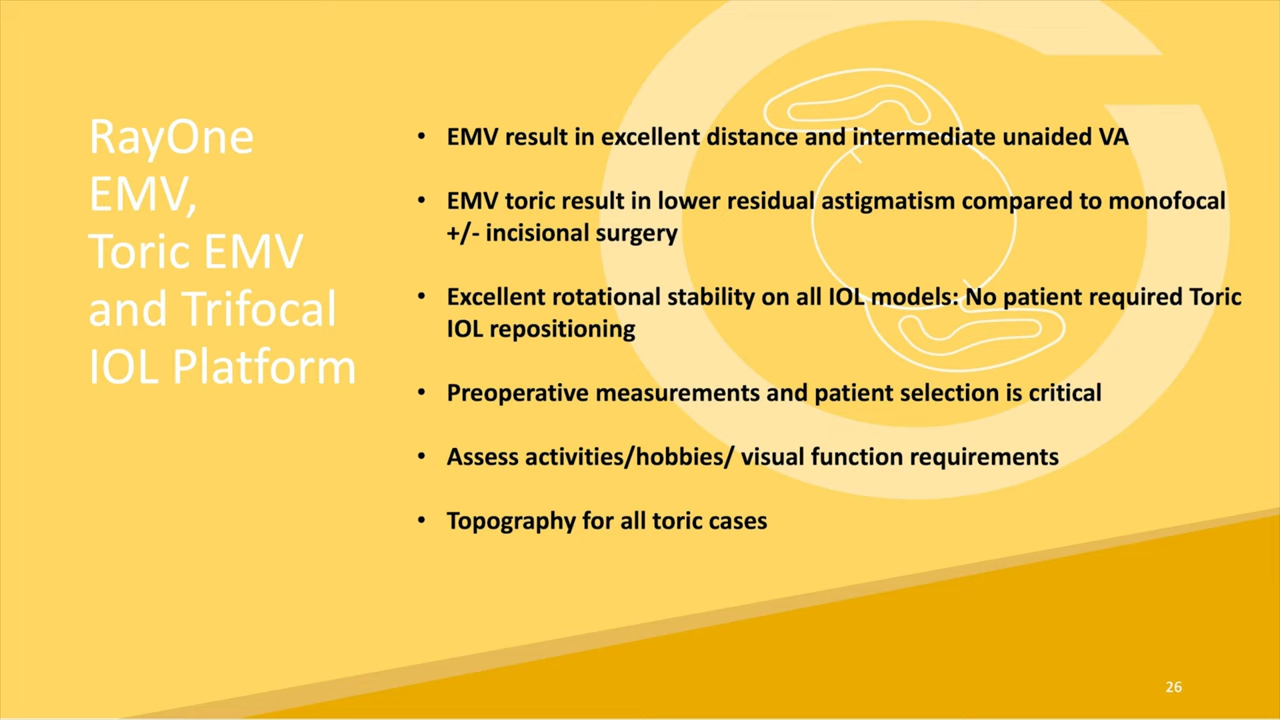 RayOne
EMV,
Toric EMV
and Trifocal
IOL Platform
• EMV result in excellent distance and intermediate unaided VA
• EMV toric result in lower residual astigmatism compared to monofocal
+/- incisional surgery
• Excellent rotational stability on all IOL models: No patient required Toric
IOL repositioning
• Preoperative measurements and patient selection is critical
• Assess activities/hobbies/ visual function requirements
• Topography for all toric cases
26